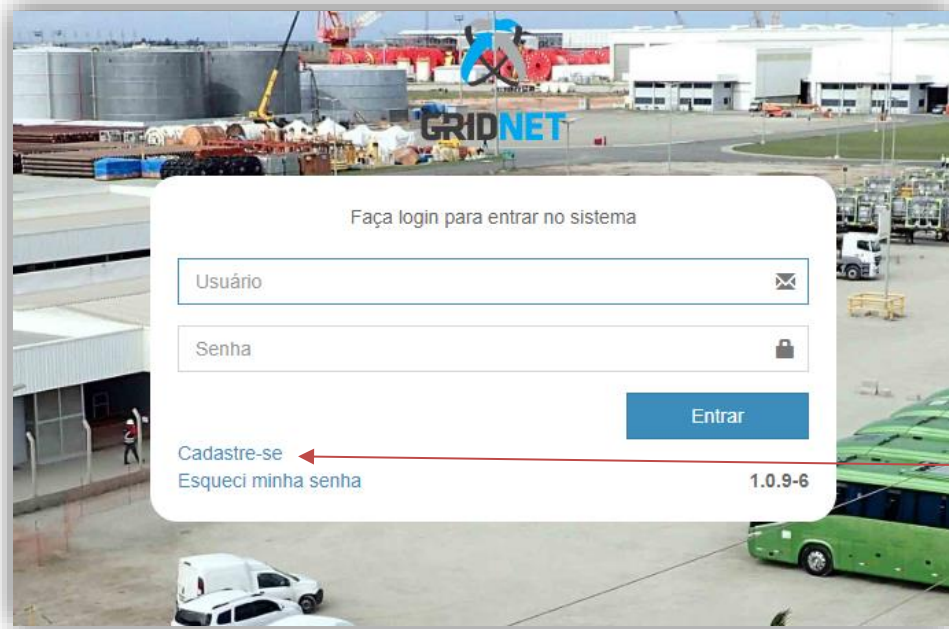 GRIDNET
Faça login para entrar no sistema
Usuário
Senha
Entrar
Cadastre-se
Esqueci minha senha
1.0.9-6